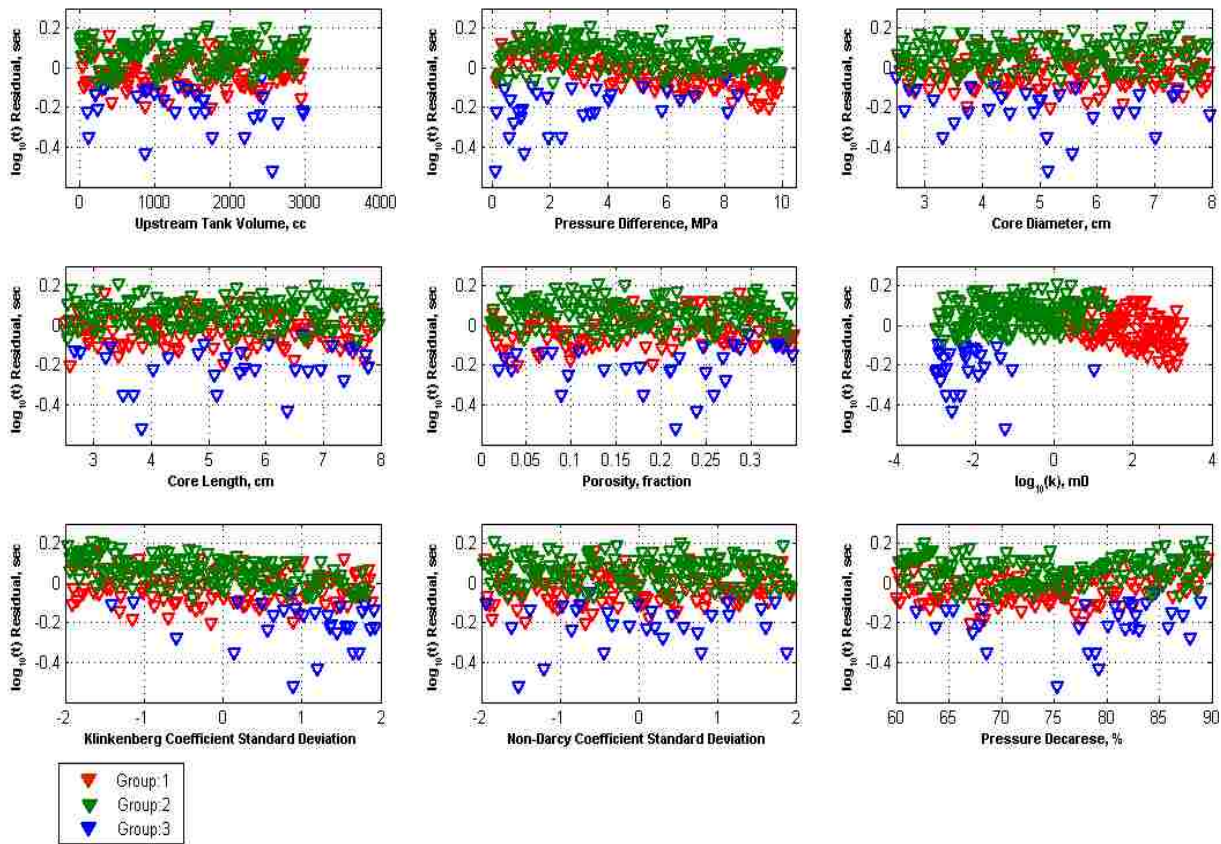 log10(t) Residual, sec
0.2
0
-0.2
-0.4
0 1000 2000 3000 4000
Upstream Tank Volume, cc
log10(t) Residual, sec
0.2
0
-0.2
-0.4
0 2 4 6 8 10
Pressure Difference, MPa
log10(t) Residual, sec
0.2
0
-0.2
-0.4
3 4 5 6 7 8
Core Diameter, cm
log10(t) Residual, sec
0.2
0
-0.2
-0.4
3 4 5 6 7 8
Core Length, cm
log10(t) Residual, sec
0.2
0
-0.2
-0.4
0 0.05 0.1 0.15 0.2 0.25 0.3
Porosity, fraction
log10(t) Residual, sec
0.2
0
-0.2
-0.4
-4 -2 0 2 4
log10(k), mD
log10(t) Residual, sec
0.2
0
-0.2
-0.4
-2 -1 0 1 2
Klinkenberg Coefficient Standard Deviation
log10(t) Residual, sec
0.2
0
-0.2
-0.4
-2 -1 0 1 2
Non-Darcy Coefficient Standard Deviation
log10(t) Residual, sec
0.2
0
-0.2
-0.4
60 65 70 75 80 85 90
Pressure Decarese, %
Group:1
Group:2
Group:3